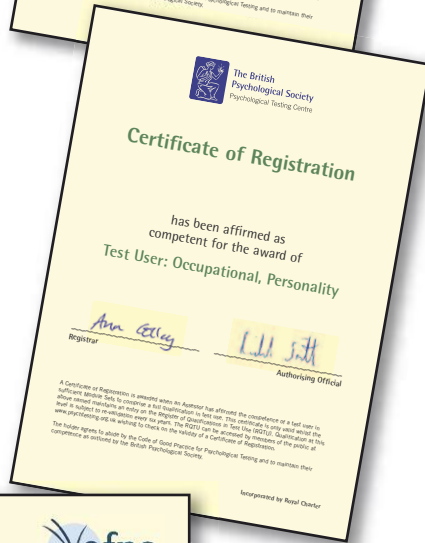 Psychological Testing and to maintain their
Society.
The British
Psychological Society
Psychological Testing Centre
Certificate of Registration
has been affirmed as
competent for the award of
Test User: Occupational, Personality
Ann Colley
Registrar
Authorising Official
A Certificate of Registration is awarded when an Assessor has affirmed the competence of a test user in
sufficient Module Sets to comprise a full qualification in test use. This certificate is only valid whilst the
above named maintains an entry on the Register of Qualifications in Test Use (RQTU). Qualification at this
level is subject to re-validation every six years. The RQTU can be accessed by members of the public at
www.psychtesting.org.uk wishing to check on the validity of a Certificate of Registration.
The holder agrees to abide by the Code of Good Practice for Psychological Testing and to maintain their
competence as outlined by the British Psychological Society.
Incorporated by Royal Charter